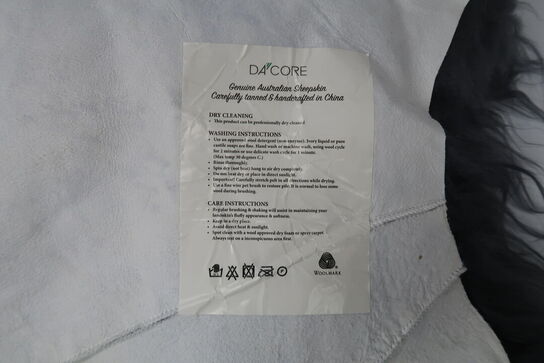 DA'CORE
Genuine Australian Sheepskin
Carefully tanned & handcrafted in China
DRY CLEANING
• This product can be professionally dry cleaned
WASHING INSTRUCTIONS
• Use an approved wool detergent (non-enzyme). Ivory liquid or pure
castile soaps are fine. Hand wash or machine wash, using wool cycle
for 2 minutes or use delicate wash cycle for 1 minute.
(Max temp 30 degrees C.)
• Rinse thoroughly.
• Spin dry (not heat) hang to air dry completely.
• Do not heat dry or place in direct sunlight.
• Important! Carefully stretch pelt in all directions while drying.
• Use a fine wire pet brush to restore pile. It is normal to lose some
wool during brushing.
CARE INSTRUCTIONS
• Regular brushing & shaking will assist in maintaining your
lambskin's fluffy appearance & softness.
• Keep in a dry place.
• Avoid direct heat & sunlight.
• Spot clean with a wool approved dry foam or spray carpet.
Always test on a inconspicuous area first.
WOOLMARK